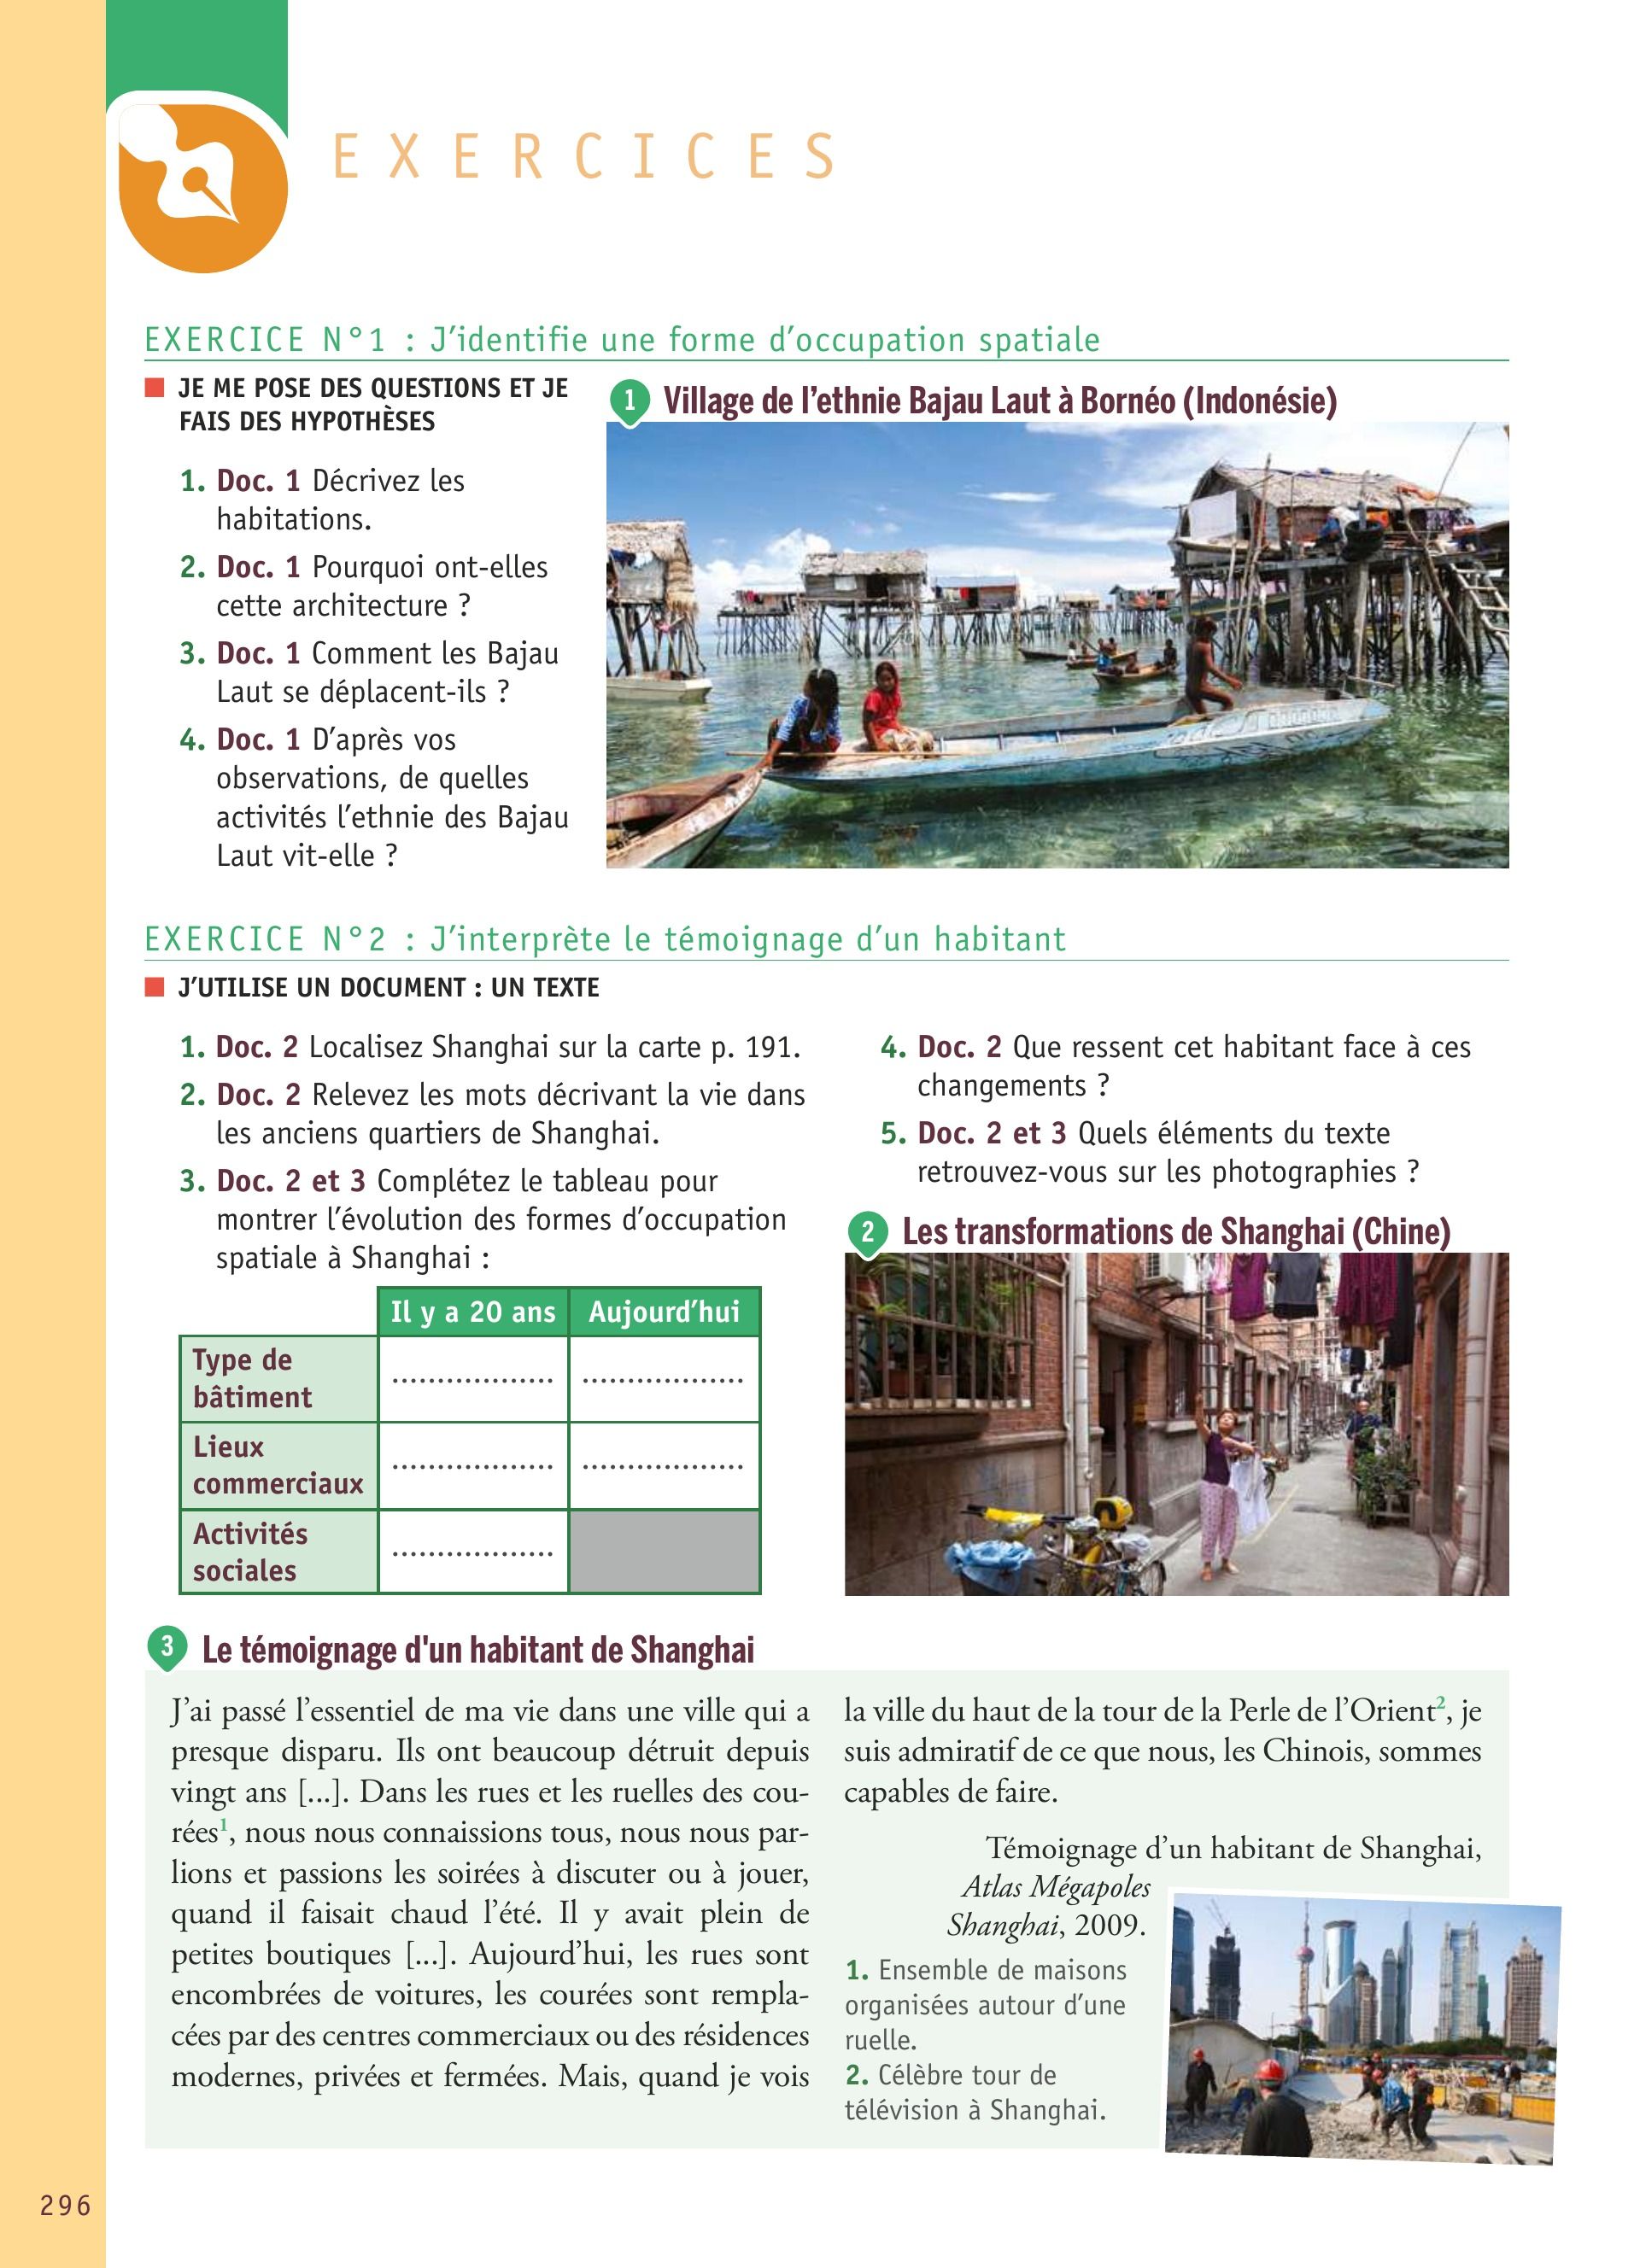 EXERCICES
EXERCICE N°1 : J’identifie une forme d’occupation spatiale
JE ME POSE DES QUESTIONS ET JE
FAIS DES HYPOTHÈSES
1. Doc. 1 Décrivez les
habitations.
2. Doc. 1 Pourquoi ont-elles
cette architecture ?
3. Doc. 1 Comment les Bajau
Laut se déplacent-ils ?
4. Doc. 1 D’après vos
observations, de quelles
activités l’ethnie des Bajau
Laut vit-elle ?
1 Village de l’ethnie Bajau Laut à Bornéo (Indonésie)
EXERCICE N°2 : J’interprète le témoignage d’un habitant
J’UTILISE UN DOCUMENT : UN TEXTE
1. Doc. 2 Localisez Shanghai sur la carte p. 191.
2. Doc. 2 Relevez les mots décrivant la vie dans
les anciens quartiers de Shanghai.
3. Doc. 2 et 3 Complétez le tableau pour
montrer l’évolution des formes d’occupation
spatiale à Shanghai :
Il y a 20 ans Aujourd’hui
Type de
bâtiment
.................. ..................
Lieux
commerciaux
.................. ..................
Activités
sociales
..................
4. Doc. 2 Que ressent cet habitant face à ces
changements ?
5. Doc. 2 et 3 Quels éléments du texte
retrouvez-vous sur les photographies ?
2 Les transformations de Shanghai (Chine)
3 Le témoignage d'un habitant de Shanghai
J’ai passé l’essentiel de ma vie dans une ville qui a
presque disparu. Ils ont beaucoup détruit depuis
vingt ans [...]. Dans les rues et les ruelles des cou-
rées1, nous nous connaissions tous, nous nous par-
lions et passions les soirées à discuter ou à jouer,
quand il faisait chaud l’été. Il y avait plein de
petites boutiques [...]. Aujourd’hui, les rues sont
encombrées de voitures, les courées sont rempla-
cées par des centres commerciaux ou des résidences
modernes, privées et fermées. Mais, quand je vois
la ville du haut de la tour de la Perle de l’Orient2, je
suis admiratif de ce que nous, les Chinois, sommes
capables de faire.
Témoignage d’un habitant de Shanghai,
Atlas Mégapoles
Shanghai, 2009.
1. Ensemble de maisons
organisées autour d’une
ruelle.
2. Célèbre tour de
télévision à Shanghai.
296